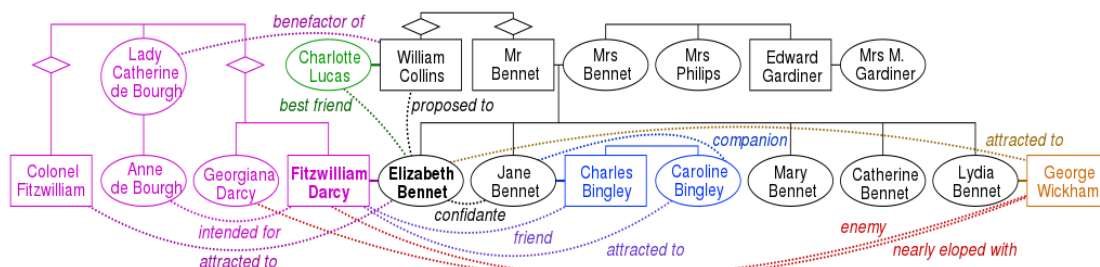 benefactor of
Lady
Catherine
de Bourgh
Charlotte
Lucas
William
Collins
Mr
Bennet
Mrs
Bennet
Mrs
Philips
Edward
Gardiner
Mrs M.
Gardiner
best friend
proposed to
companion
attracted to
Colonel
Fitzwilliam
Anne
de Bourgh
Georgiana
Darcy
Fitzwilliam
Darcy
Elizabeth
Bennet
Jane
Bennet
Charles
Bingley
Caroline
Bingley
Mary
Bennet
Catherine
Bennet
Lydia
Bennet
George
Wickham
confidante
intended for
friend
enemy
attracted to
nearly eloped with
attracted to